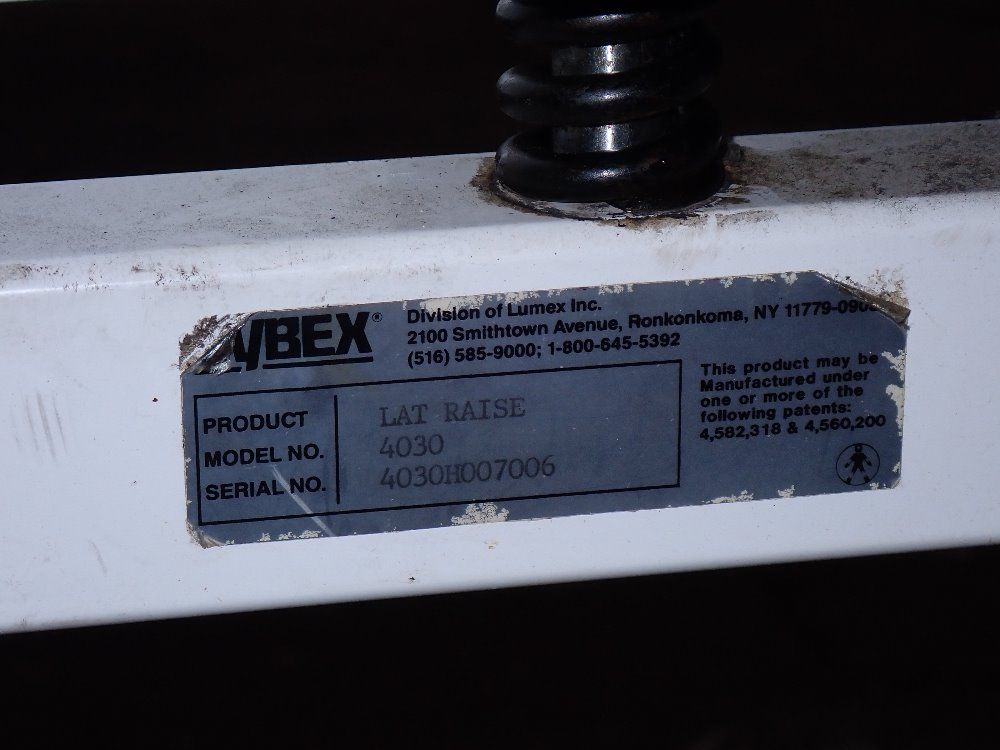 CYBEX®
Division of Lumex Inc.
2100 Smithtown Avenue, Ronkonkoma, NY 11779-0903
(516) 585-9000; 1-800-645-5392
PRODUCT LAT RAISE
MODEL NO. 4030
SERIAL NO. 4030H007006
This product may be
Manufactured under
one or more of the
following patents:
4,582,318 & 4,560,200